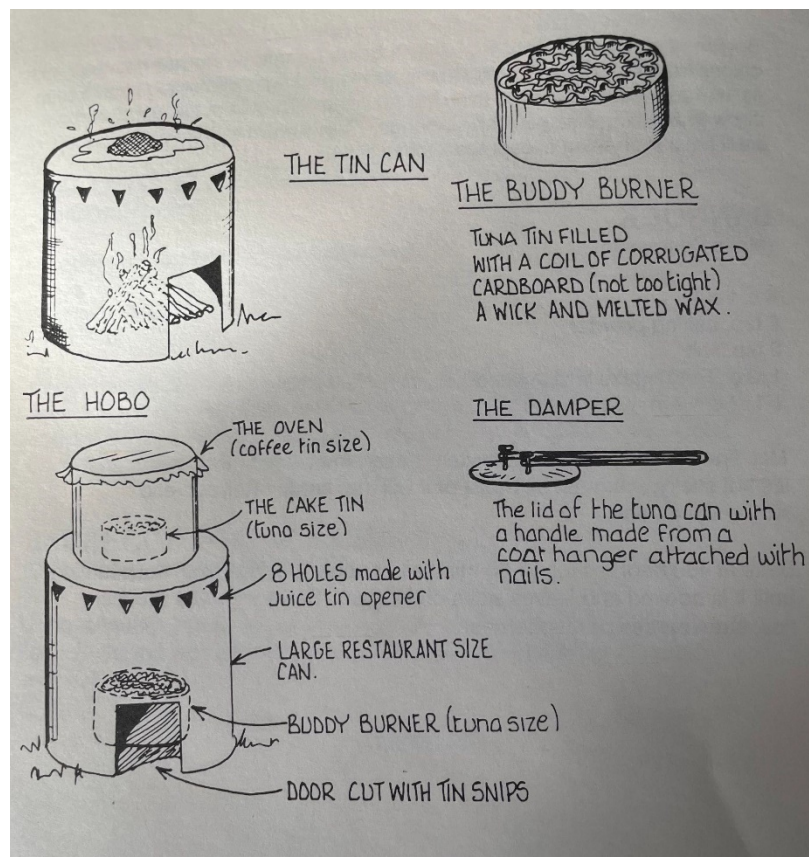 THE TIN CAN
THE BUDDY BURNER
TUNA TIN FILLED
WITH A COIL OF CORRUGATED
CARDBOARD (not too tight)
A WICK AND MELTED WAX.
THE HOBO
THE OVEN
(coffee tin size)
THE CAKE TIN
(tuna size)
8 HOLES made with
Juice tin opener
LARGE RESTAURANT SIZE
CAN.
BUDDY BURNER (tuna size)
DOOR CUT WITH TIN SNIPS
THE DAMPER
The lid of the tuna can with
a handle made from a
coat hanger attached with
nails.